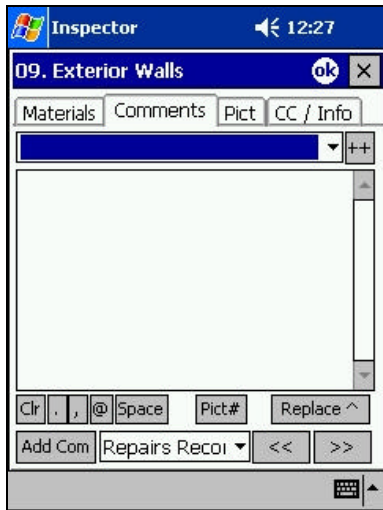 Inspector 12:27
09. Exterior Walls ok X
Materials Comments Pict CC / Info
++
Clr . , @ Space Pict# Replace ^
Add Com Repairs Recor << >>